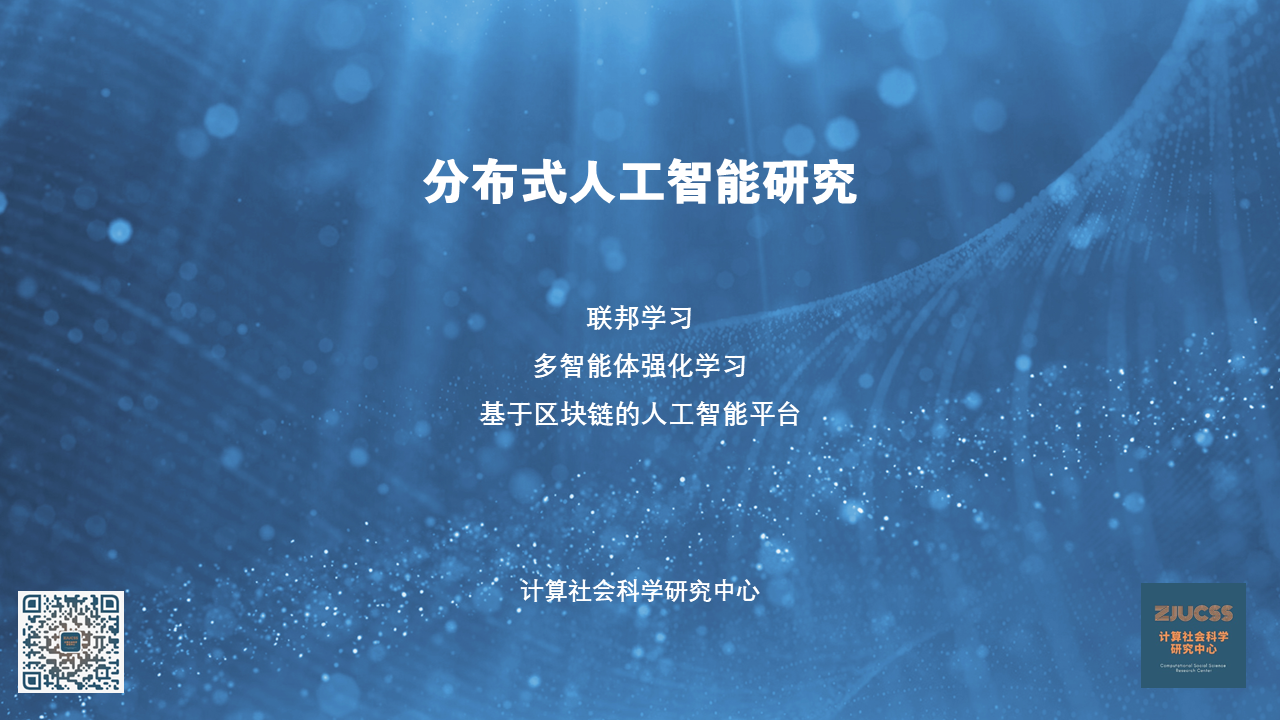 分布式人工智能研究
联邦学习
多智能体强化学习
基于区块链的人工智能平台
计算社会科学研究中心
ZJUCSS
计算社会科学
研究中心
Computational Social Science
Research Center